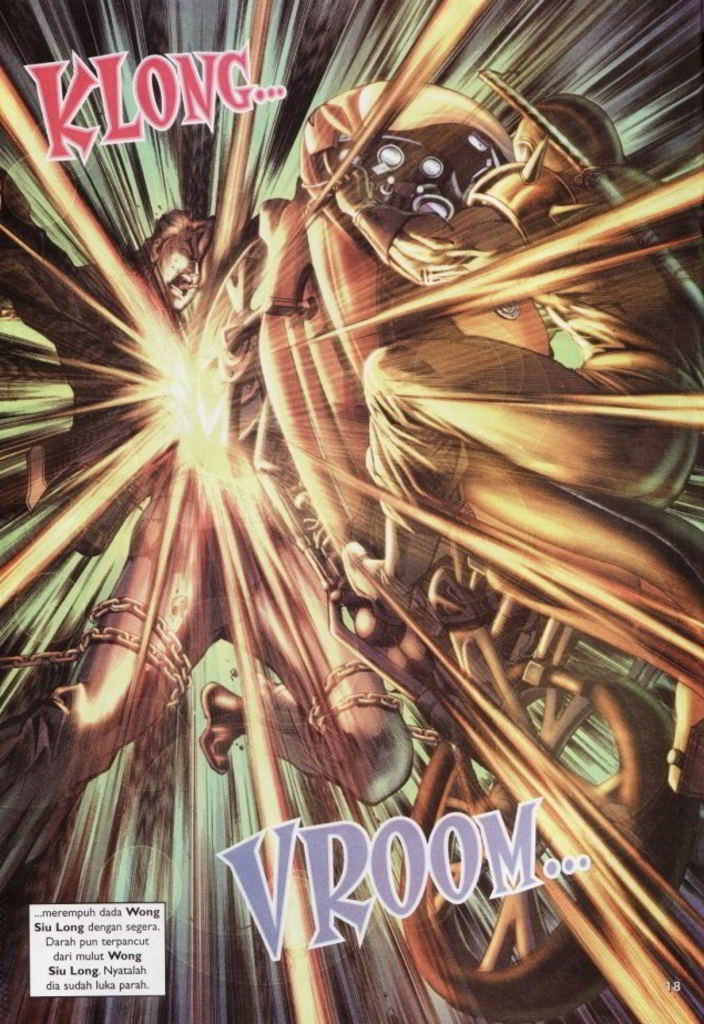 KLONG...
VROOM...
...merempuh dada Wong
Siu Long dengan segera.
Darah pun terpancut
dari mulut Wong
Siu Long. Nyatalah
dia sudah luka parah.
18